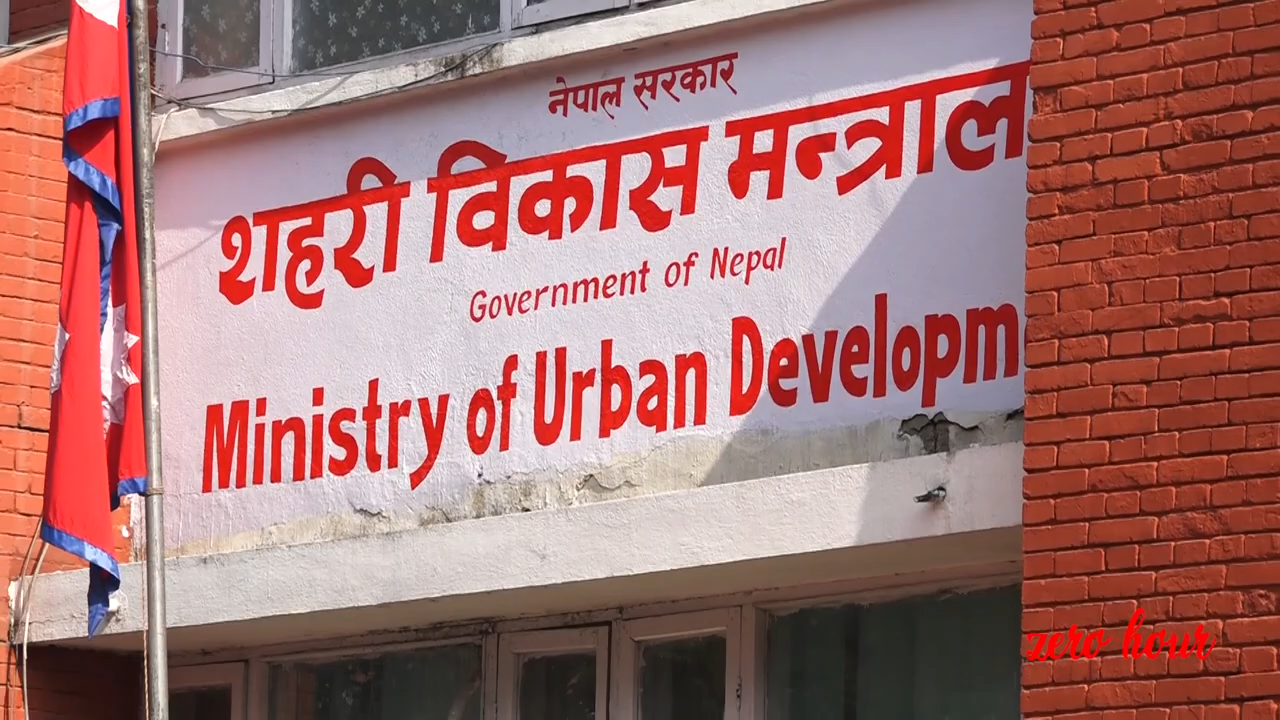 नेपाल सरकार
शहरी विकास मन्त्राल
Government of Nepal
Ministry of Urban Developm
zero hour